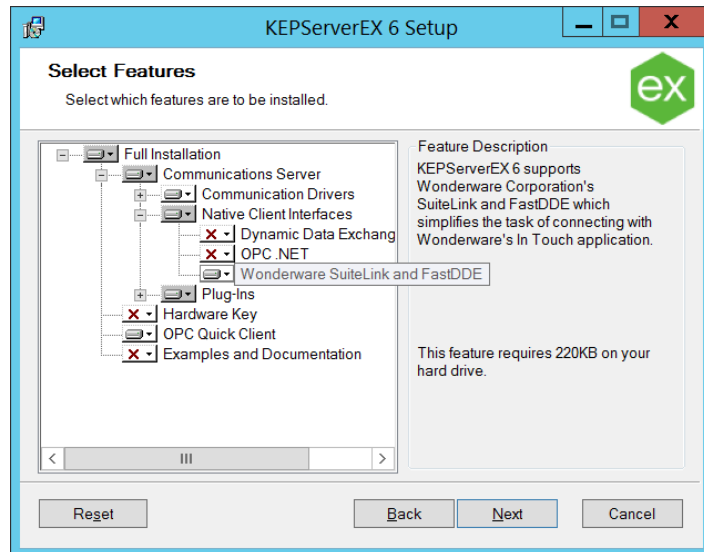 KEPServerEX 6 Setup
Select Features
Select which features are to be installed.
ex
Full Installation
Communications Server
Communication Drivers
Native Client Interfaces
Dynamic Data Exchang
OPC .NET
Wonderware SuiteLink and FastDDE
Plug-Ins
Hardware Key
OPC Quick Client
Examples and Documentation
Feature Description
KEPServerEX 6 supports
Wonderware Corporation's
SuiteLink and FastDDE which
simplifies the task of connecting with
Wonderware's In Touch application.
This feature requires 220KB on your
hard drive.
Reset
Back
Next
Cancel